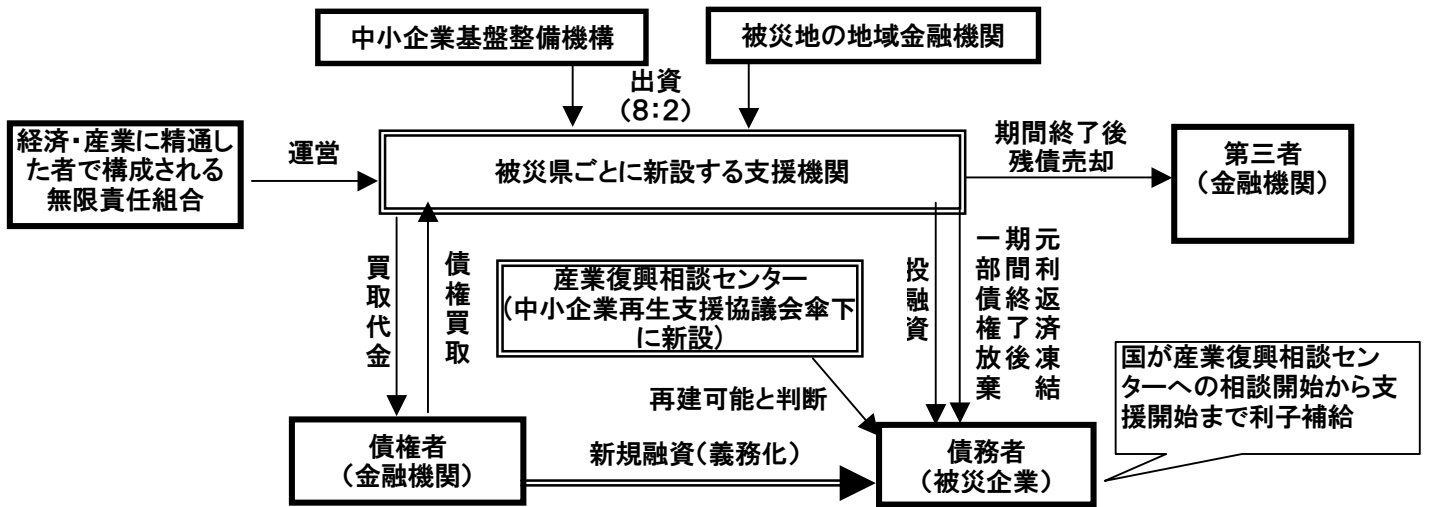 中小企業基盤整備機構
被災地の地域金融機関
出資
(8:2)
経済・産業に精通し
た者で構成される
無限責任組合
運営
被災県ごとに新設する支援機関
期間終了後
残債売却
第三者
(金融機関)
買取代金
債権買取
産業復興相談センター
(中小企業再生支援協議会傘下
に新設)
投融資
元利返済凍結
期間終了後
一部債権放棄
国が産業復興相談セン
ターへの相談開始から支
援開始まで利子補給
再建可能と判断
債権者
(金融機関)
新規融資(義務化)
債務者
(被災企業)